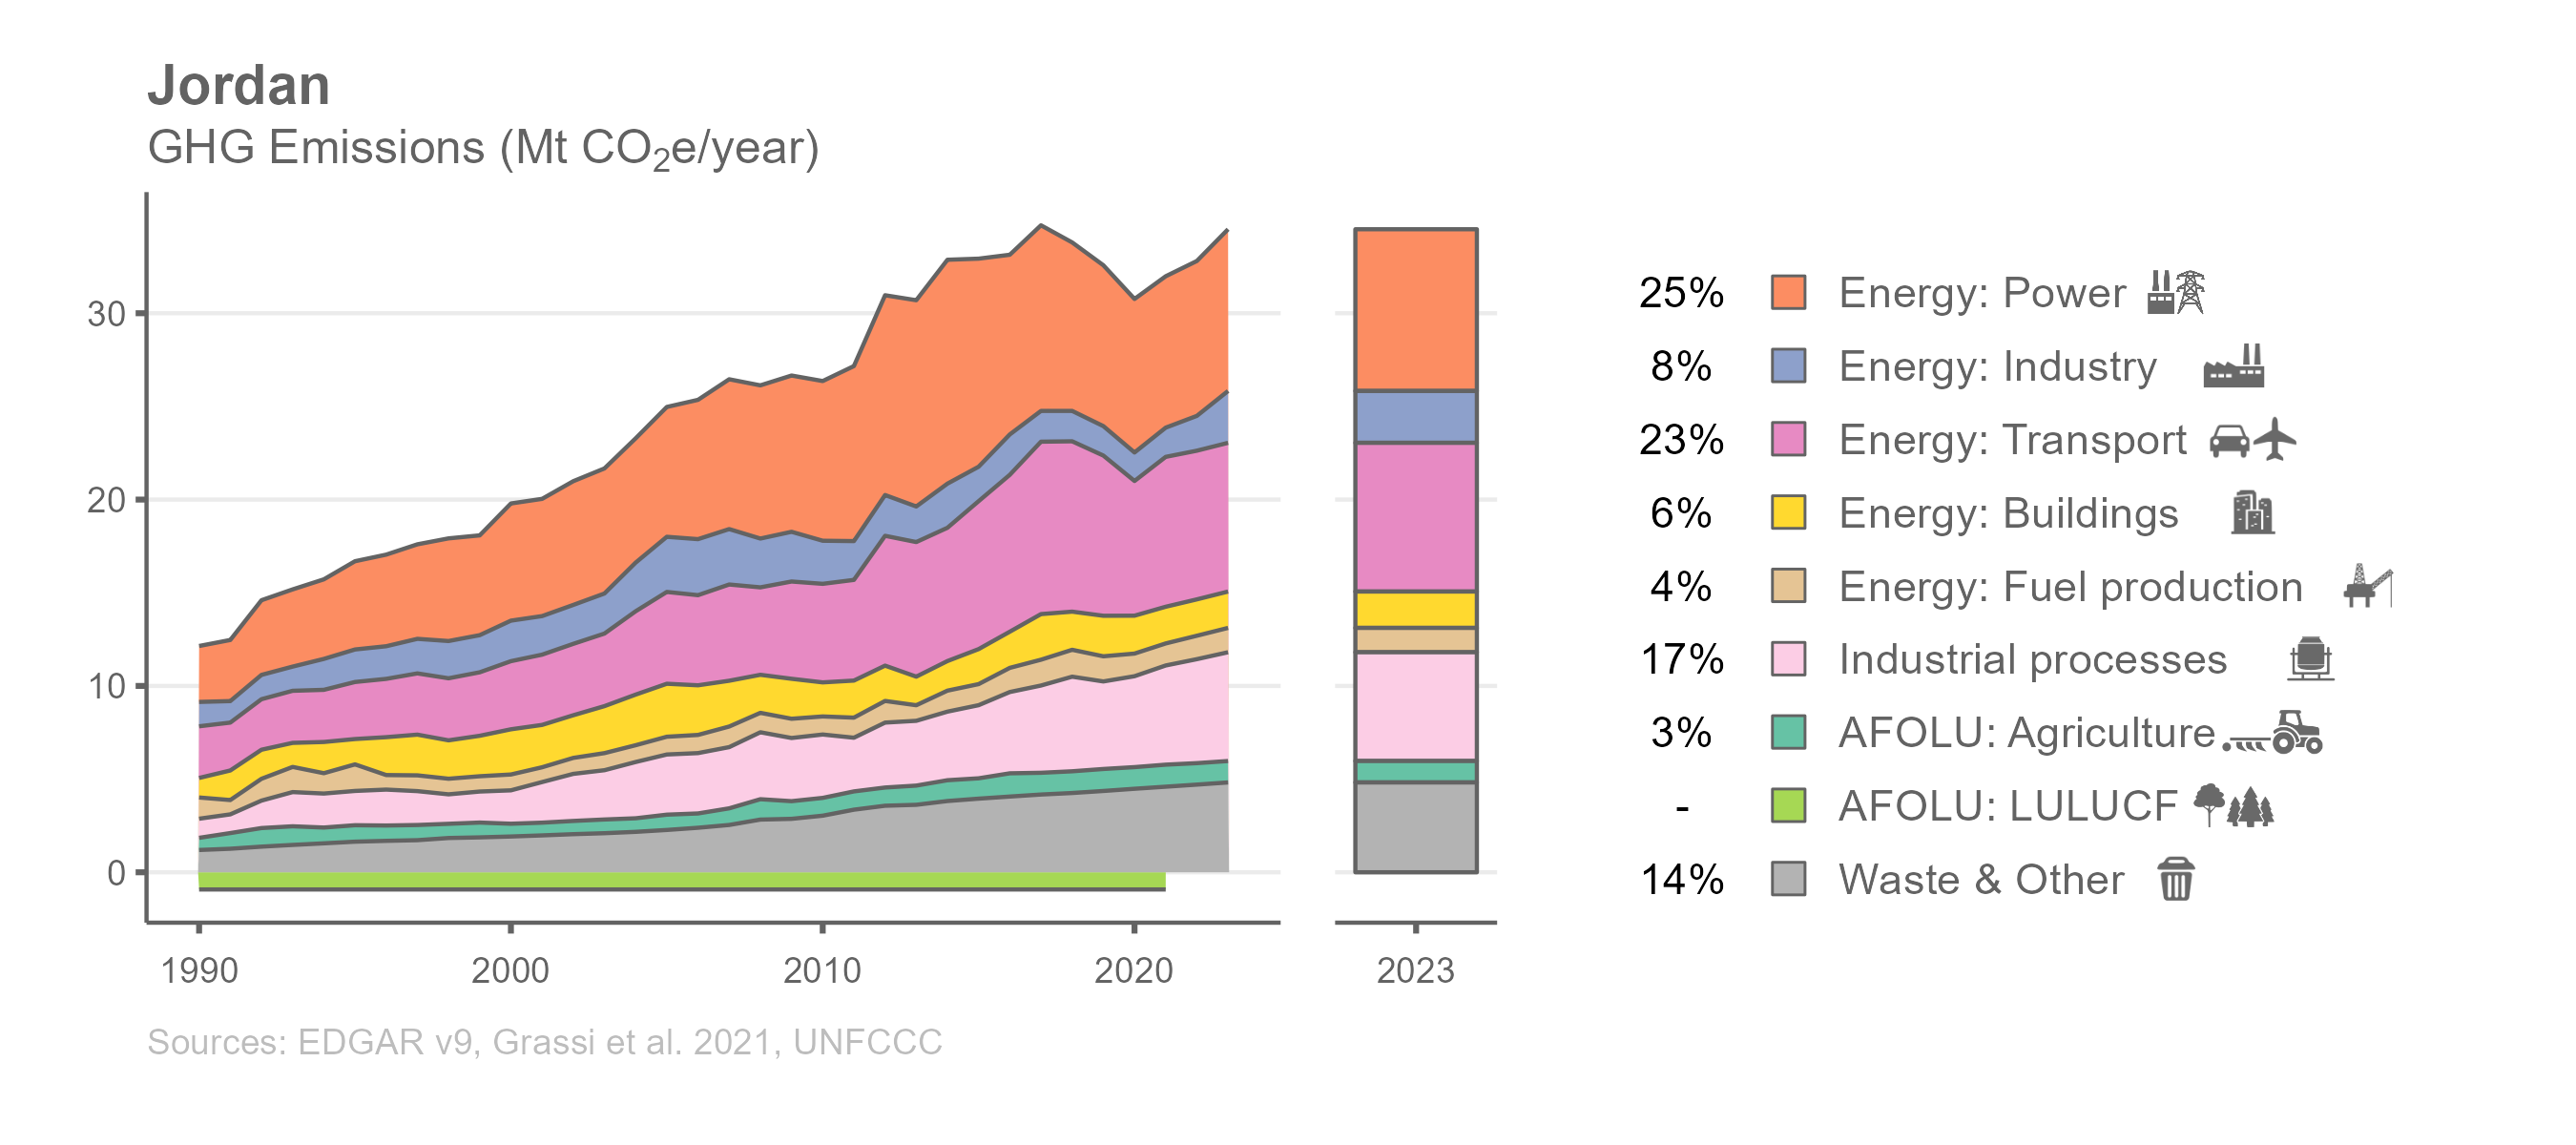 Jordan
GHG Emissions (Mt CO₂e/year)
30
20
10
0
1990 2000 2010 2020 2023
25% Energy: Power
8% Energy: Industry
23% Energy: Transport
6% Energy: Buildings
4% Energy: Fuel production
17% Industrial processes
3% AFOLU: Agriculture
- AFOLU: LULUCF
14% Waste & Other
Sources: EDGAR v9, Grassi et al. 2021, UNFCCC